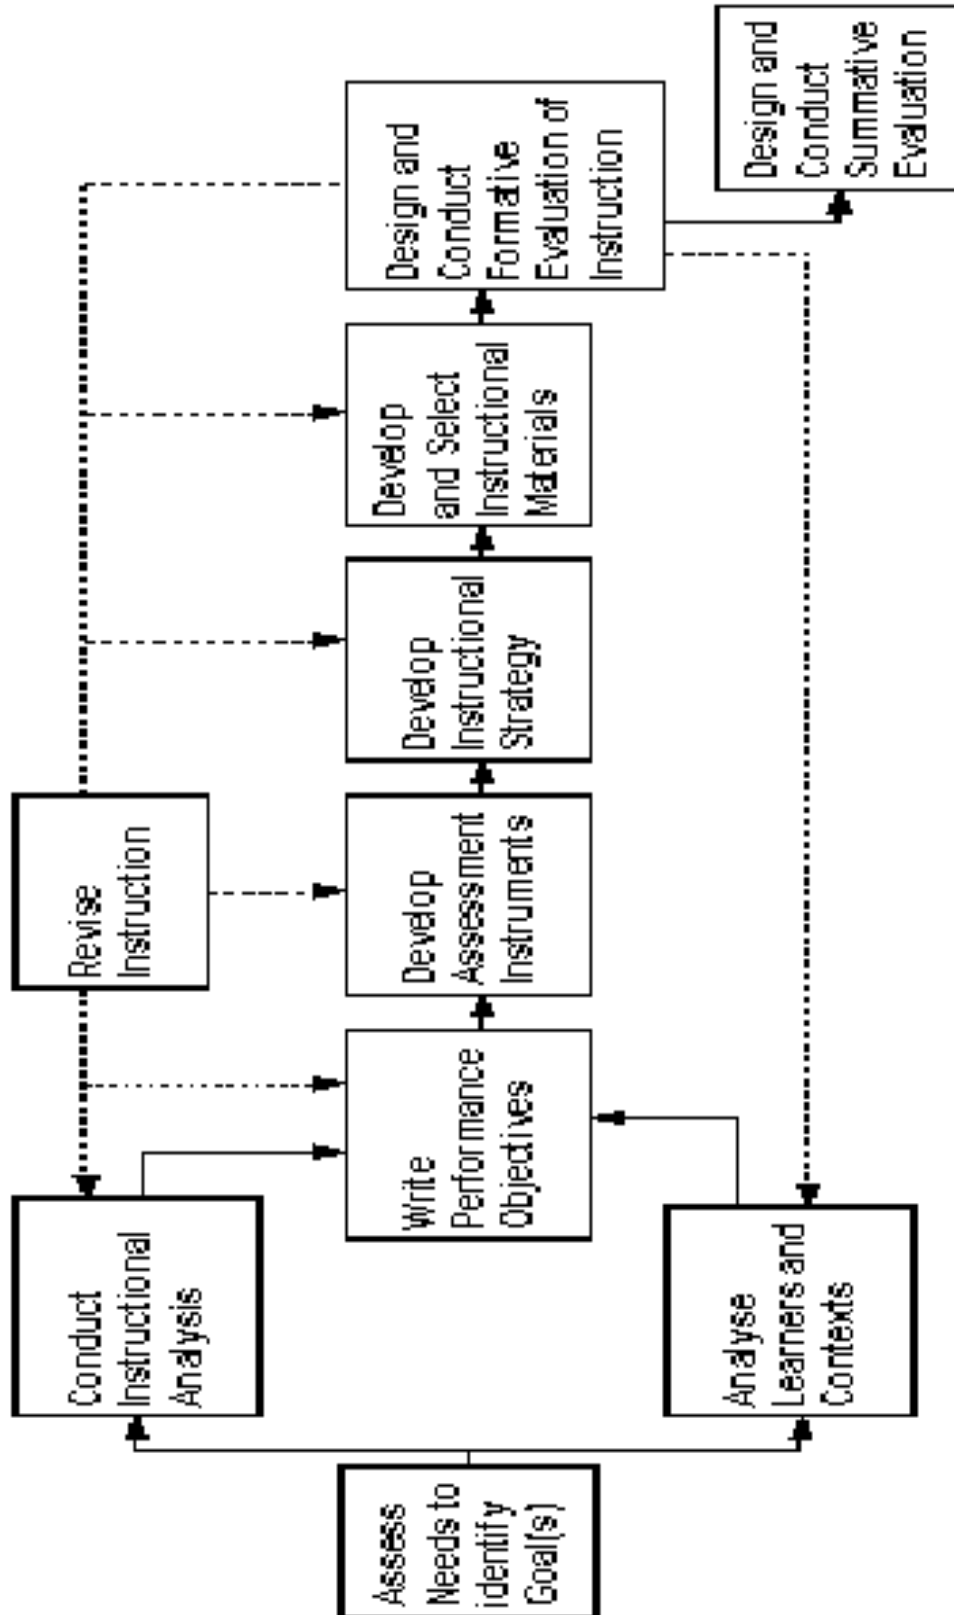 Assess
Needs to
identify
Goal(s)
Conduct
Instructional
Analysis
Analyse
Learners and
Contexts
Revise
Instruction
Write
Performance
Objectives
Develop
Assessment
Instruments
Develop
Instructional
Strategy
Develop
and Select
Instructional
Materials
Design and
Conduct
Formative
Evaluation of
Instruction
Design and
Conduct
Summative
Evaluation